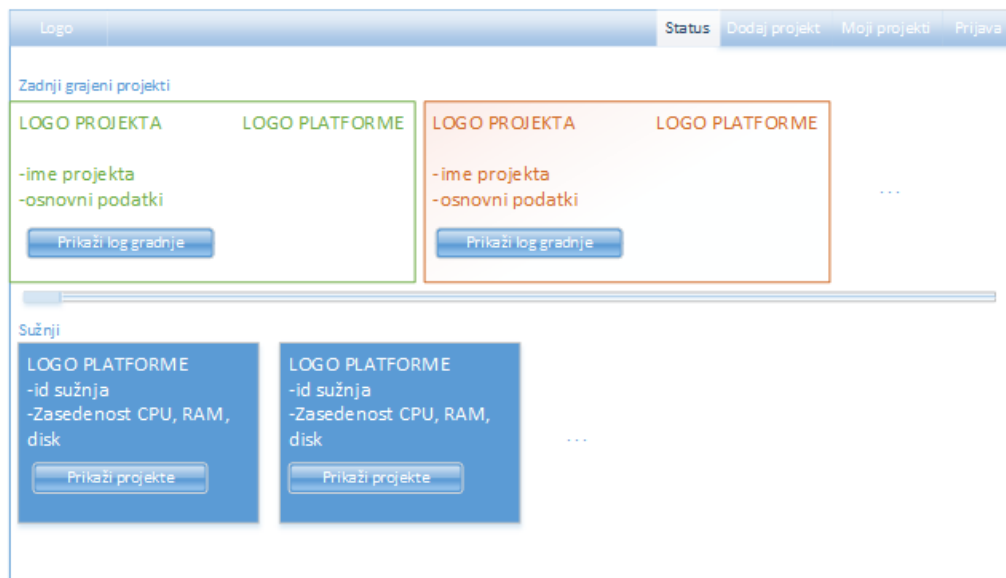 Logo
Status Dodaj projekt Moji projekti Prijava
Zadnji grajeni projekti
LOGO PROJEKTA LOGO PLATFORME
-ime projekta
-osnovni podatki
Prikaži log gradnje
LOGO PROJEKTA LOGO PLATFORME
-ime projekta
-osnovni podatki
Prikaži log gradnje
...
Sužnji
LOGO PLATFORME
-id sužnja
-Zasedenost CPU, RAM,
disk
Prikaži projekte
LOGO PLATFORME
-id sužnja
-Zasedenost CPU, RAM,
disk
Prikaži projekte
...